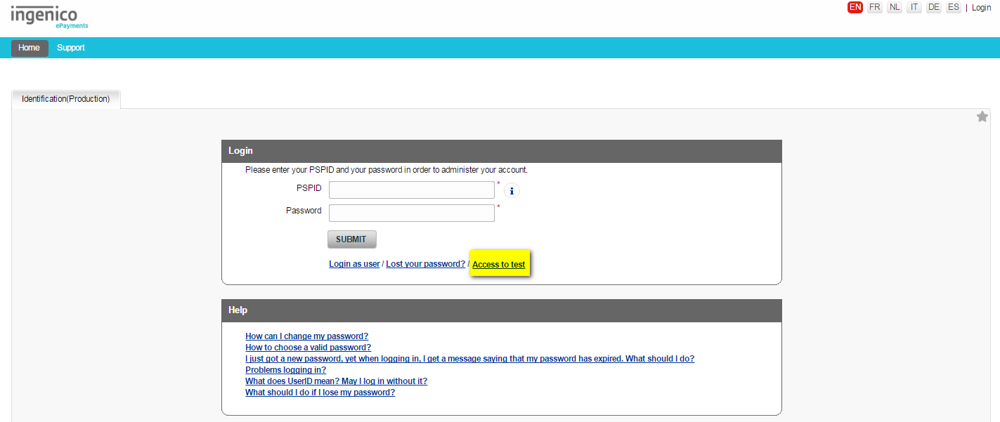 ingenico
ePayments
EN FR NL IT DE ES | Login
Home Support
Identification(Production)
Login
Please enter your PSPID and your password in order to administer your account.
PSPID * i
Password *
SUBMIT
Login as user / Lost your password? / Access to test
Help
How can I change my password?
How to choose a valid password?
I just got a new password, yet when logging in, I get a message saying that my password has expired. What should I do?
Problems logging in?
What does UserID mean? May I log in without it?
What should I do if I lose my password?